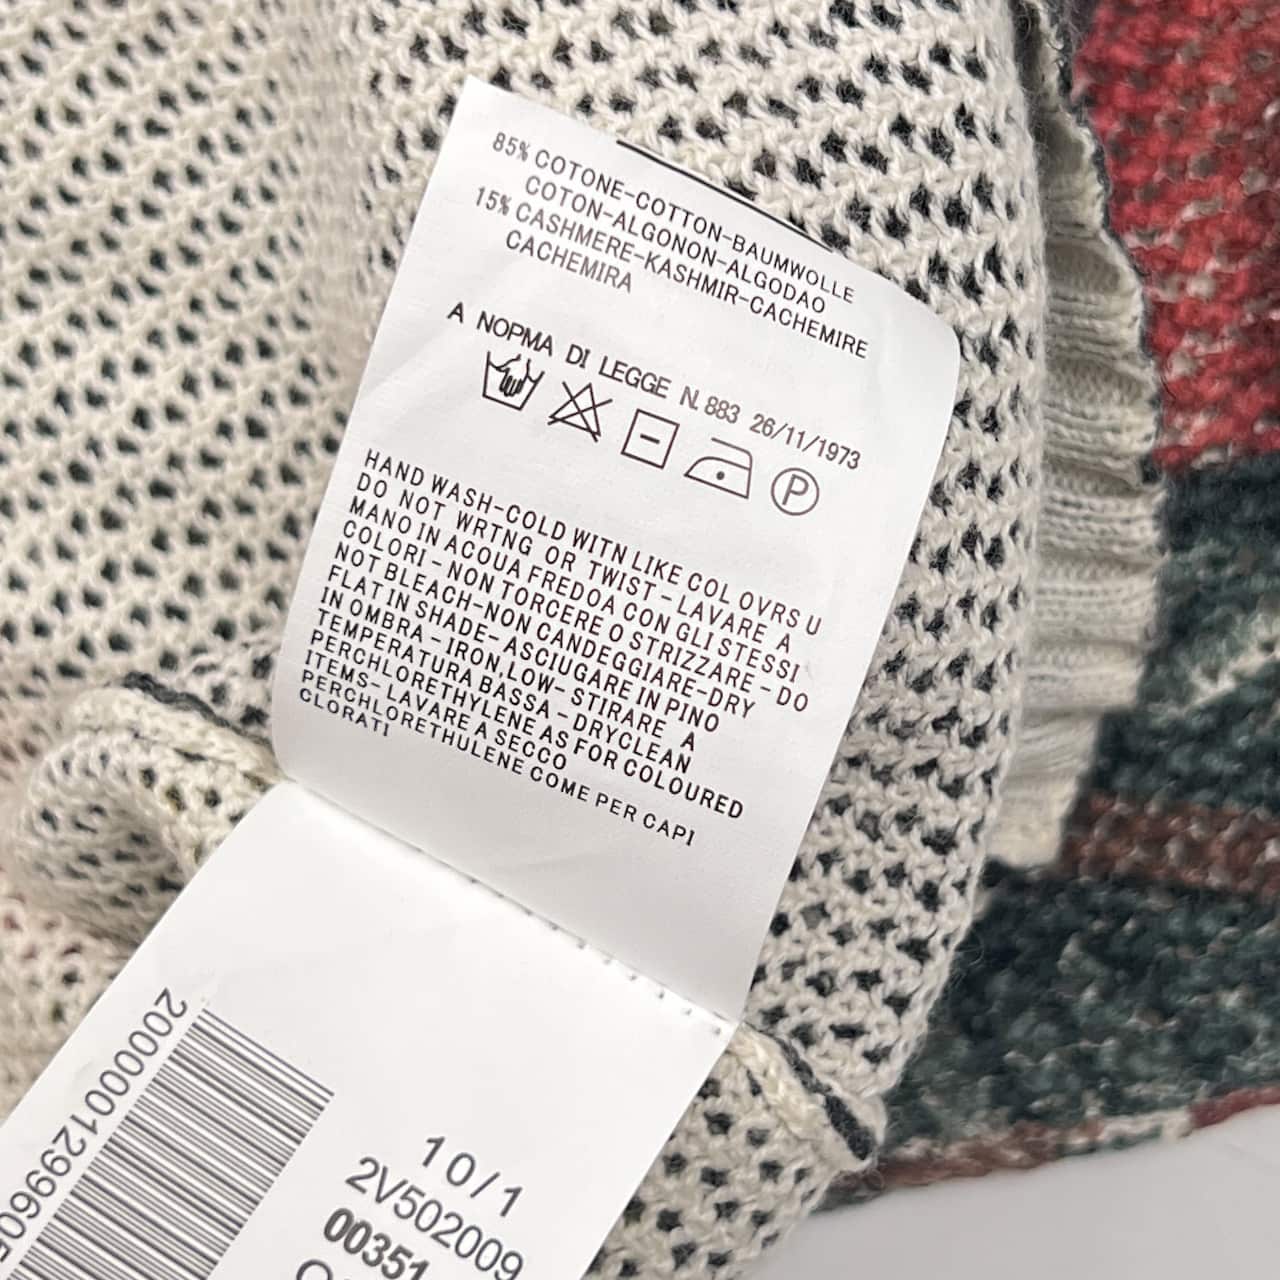 85% COTONE-COTTON-BAUMWOLLE
COTON-ALGONON-ALGODAO
15% CASHMERE-KASHMIR-CACHEMIRE
CACHEMIRA
A NOPMA DI LEGGE N.883 26/11/1973
P
HAND WASH-COLD WITN LIKE COL OVRS U
DO NOT WRTNG OR TWIST-LAVARE A
MANO IN ACQUA FREDOA CON GLI STESSI
COLORI-NON TORCERE O STRIZZARE-DO
NOT BLEACH-NON CANDEGGIARE-DRY
FLAT IN SHADE-ASCIUGARE IN PINO
IN OMBRA-IRON,LOW-STIRARE A
TEMPERATURA BASSA-DRYCLEAN
PERCHLORETHYLENE AS FOR COLOURED
ITEMS-LAVARE A SECCO
PERCHLORETHULENE COME PER CAPI
CLORATI
10/1
2V502009
00351